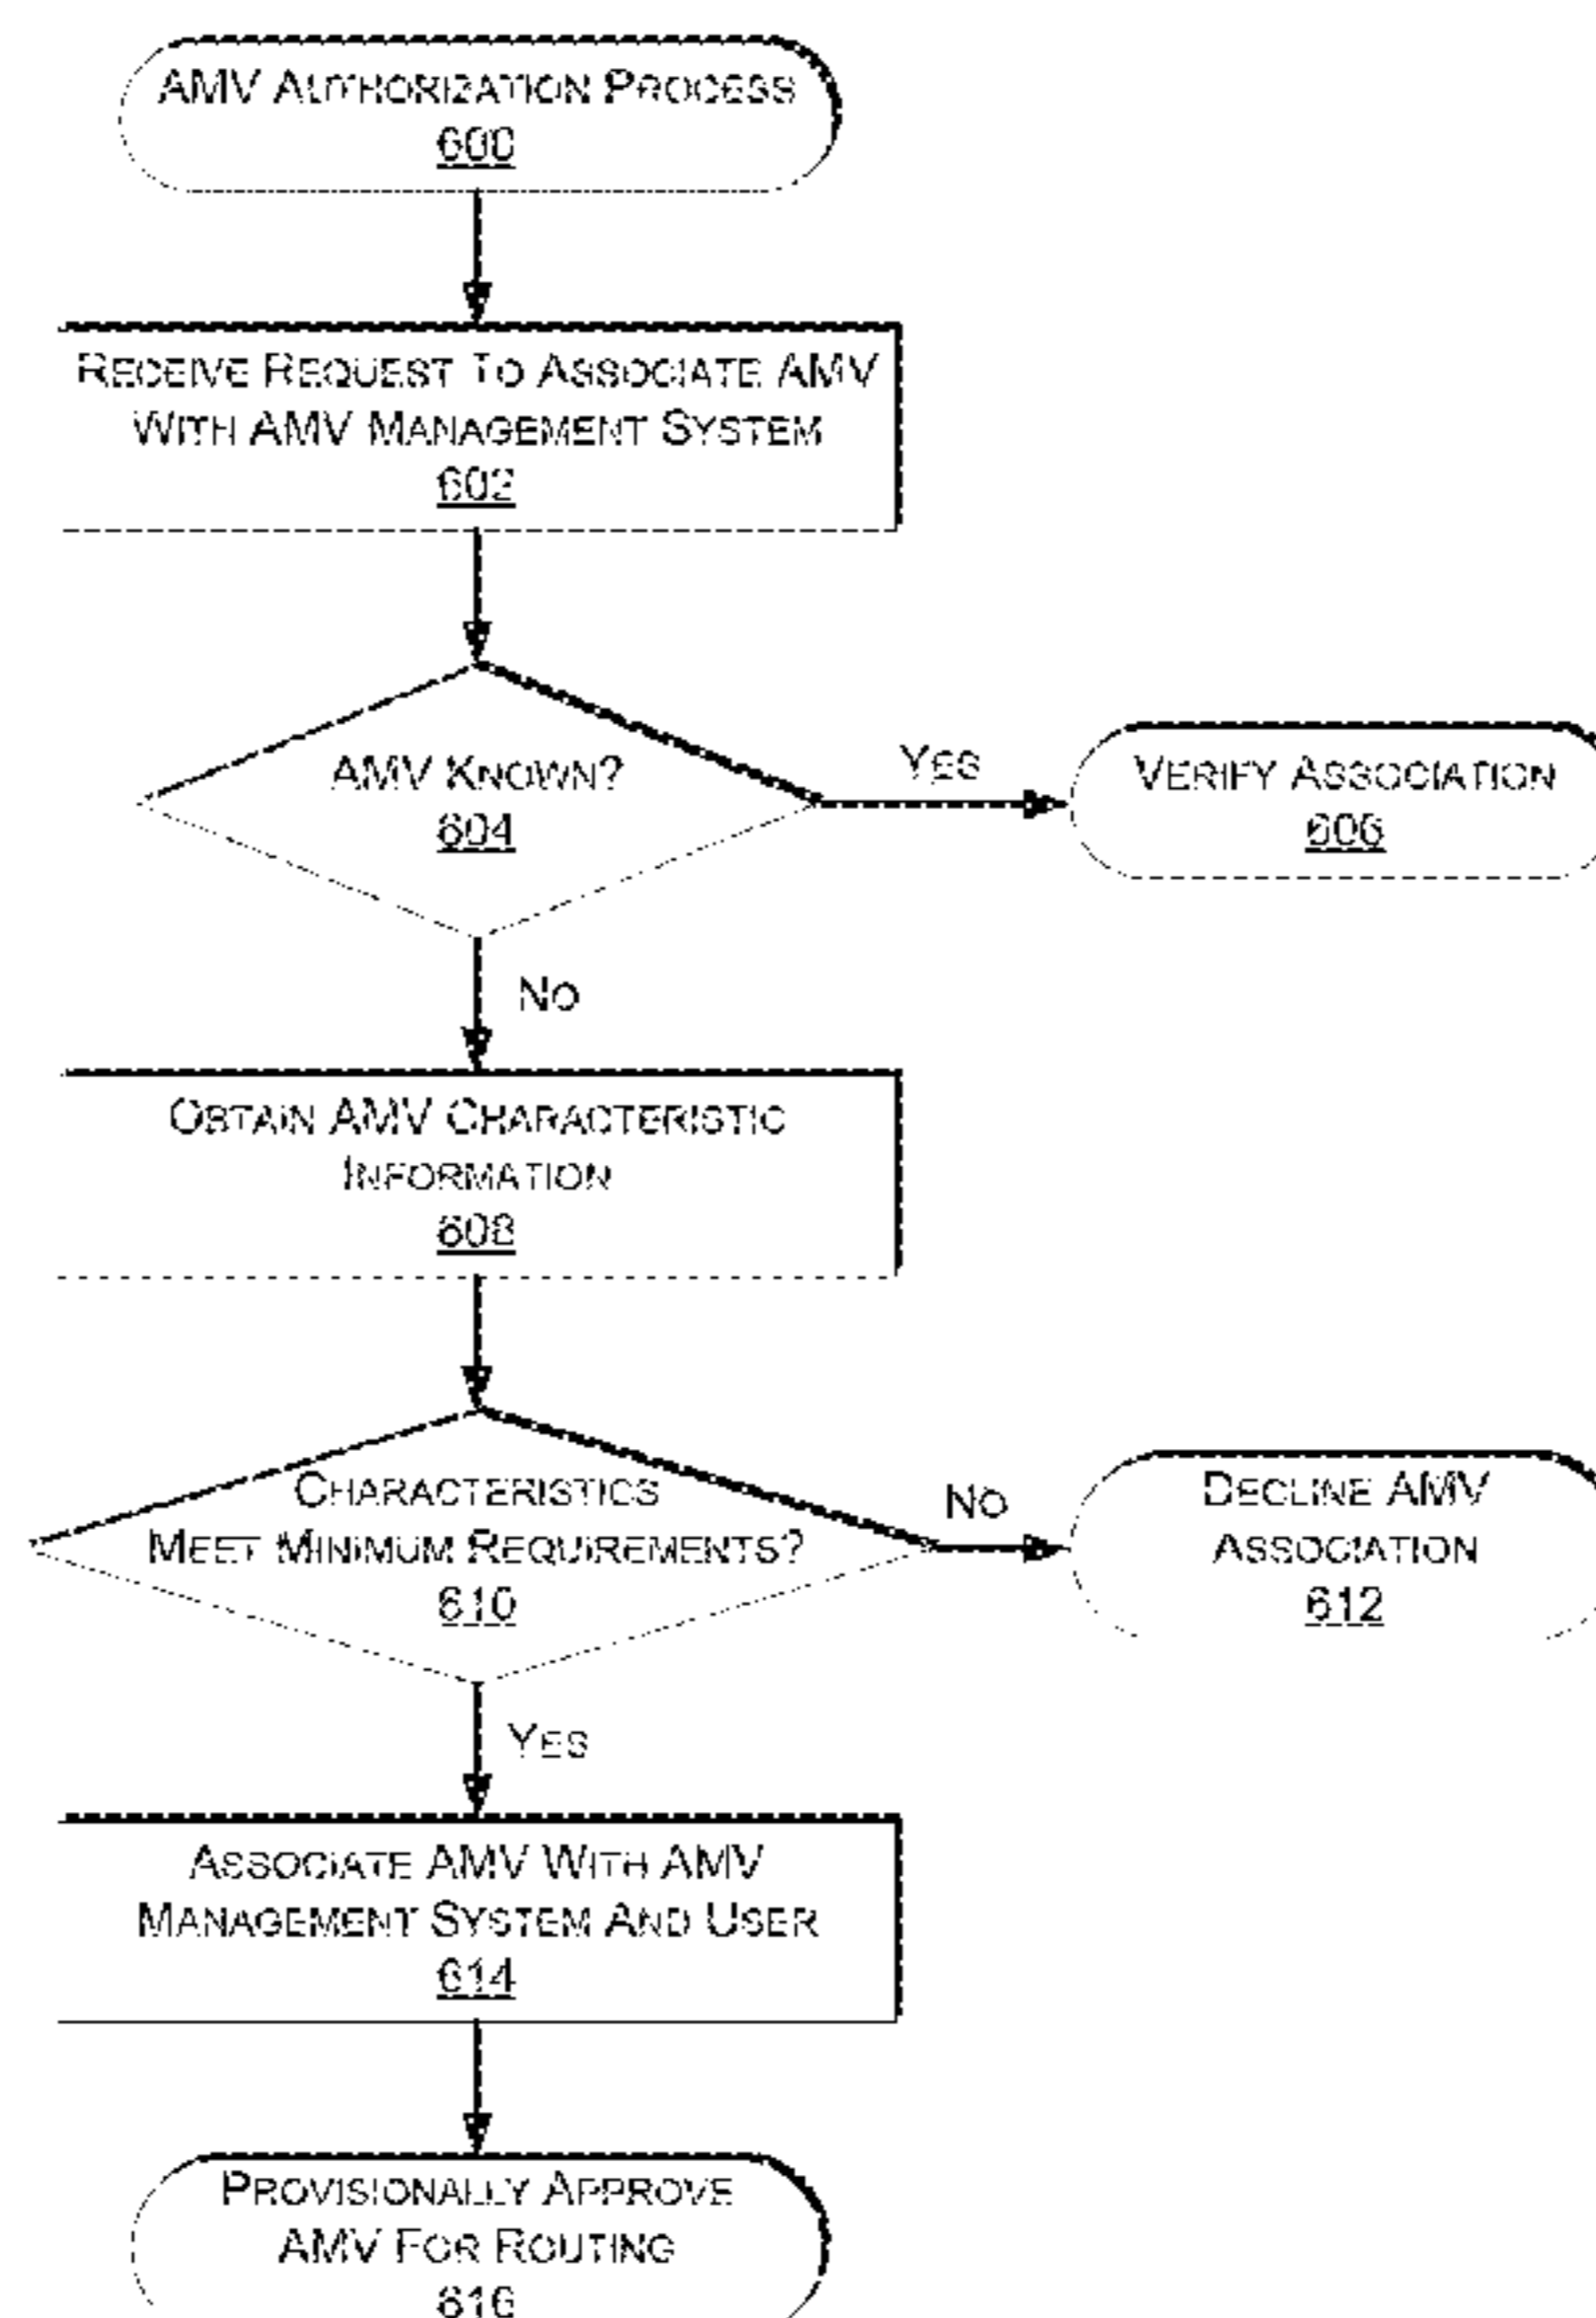 AMV AUTHORIZATION PROCESS
600
RECEIVE REQUEST TO ASSOCIATE AMV
WITH AMV MANAGEMENT SYSTEM
602
AMV KNOWN?
604
YES
VERIFY ASSOCIATION
606
NO
OBTAIN AMV CHARACTERISTIC
INFORMATION
608
CHARACTERISTICS
MEET MINIMUM REQUIREMENTS?
610
NO
DECLINE AMV
ASSOCIATION
612
YES
ASSOCIATE AMV WITH AMV
MANAGEMENT SYSTEM AND USER
614
PROVISIONALLY APPROVE
AMV FOR ROUTING
616